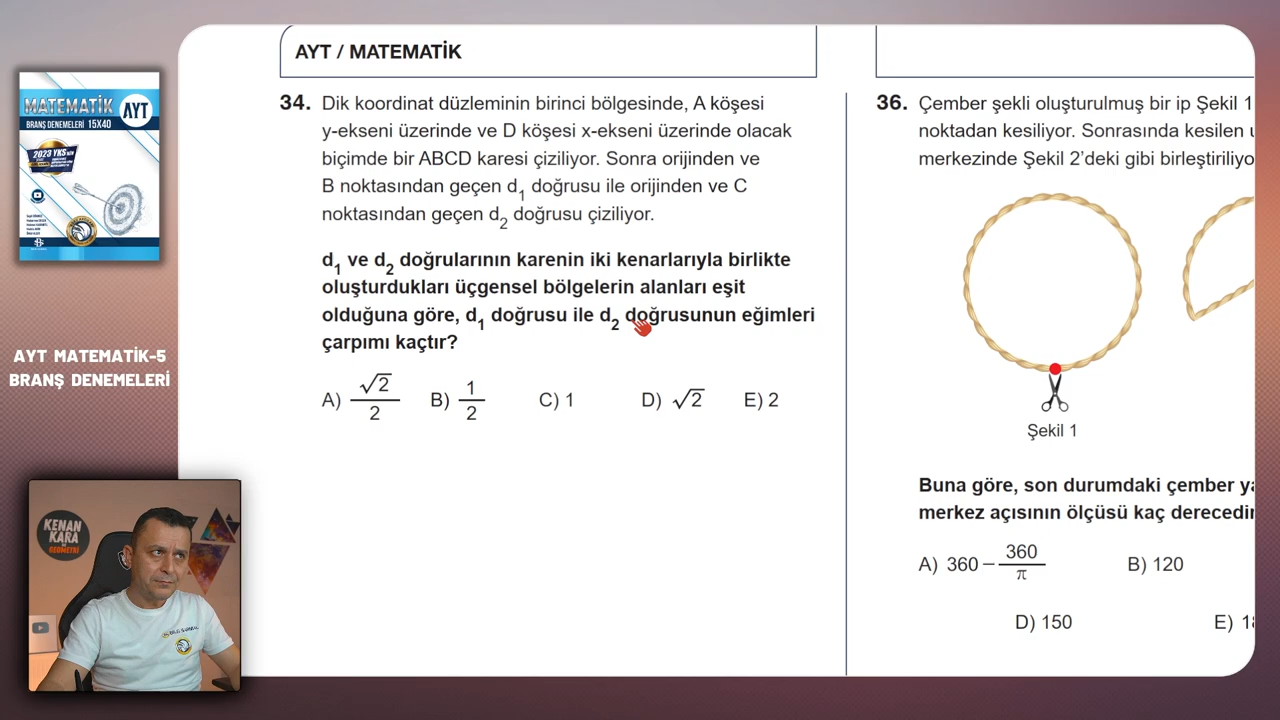 MATEMATİK AYT
BRANŞ DENEMELERİ 15X40
2023 YKS'NİN
AYT MATEMATİK-5
BRANŞ DENEMELERİ
KENAN
KARA
GEOMETRİ
AYT / MATEMATİK
34. Dik koordinat düzleminin birinci bölgesinde, A köşesi
y-ekseni üzerinde ve D köşesi x-ekseni üzerinde olacak
biçimde bir ABCD karesi çiziliyor. Sonra orijinden ve
B noktasından geçen d1 doğrusu ile orijinden ve C
noktasından geçen d2 doğrusu çiziliyor.
d1 ve d2 doğrularının karenin iki kenarlarıyla birlikte
oluşturdukları üçgensel bölgelerin alanları eşit
olduğuna göre, d1 doğrusu ile d2 doğrusunun eğimleri
çarpımı kaçtır?
A) √2/2 B) 1/2 C) 1 D) √2 E) 2
36. Çember şekli oluşturulmuş bir ip Şekil 1
noktadan kesiliyor. Sonrasında kesilen
merkezinde Şekil 2'deki gibi birleştiriliyo
Şekil 1
Buna göre, son durumdaki çember ya
merkez açısının ölçüsü kaç derecedir
A) 360 – 360/π B) 120
D) 150 E) 18